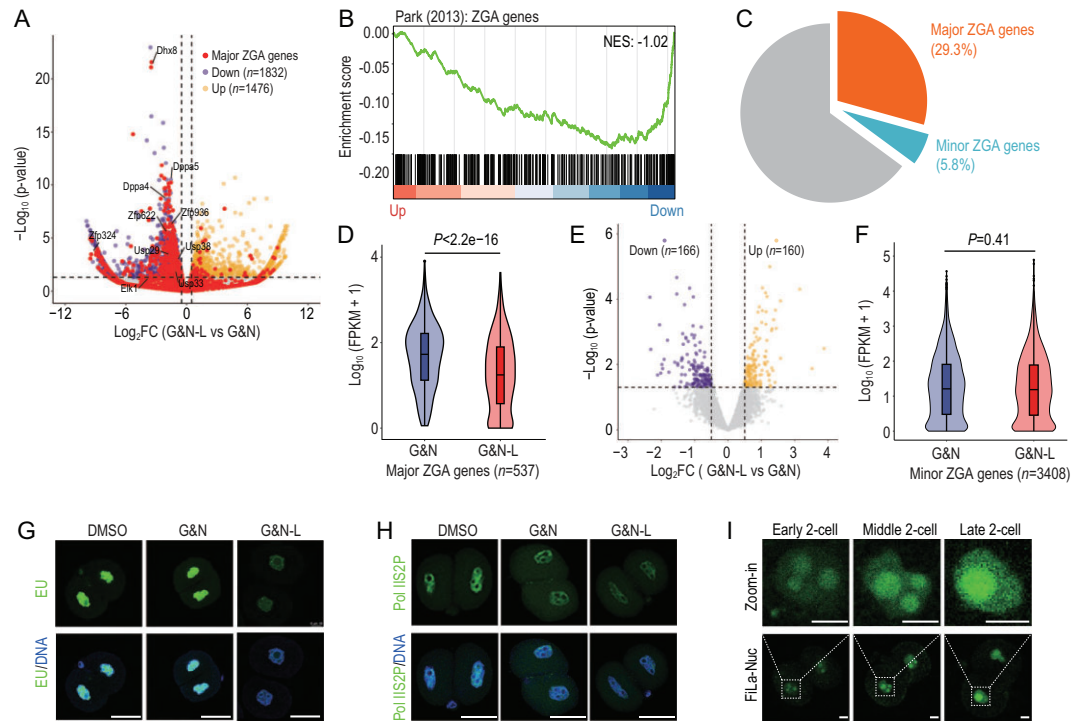 A
Dhx8
Major ZGA genes
Down (n=1832)
Up (n=1476)
Dppa5
Dppa4
Zfp622
Zfp936
Zfp324
Usp29
Usp38
Elk1
Usp33
20
15
10
5
0
−Log₁₀ (p-value)
−12
−6
0
6
12
Log₂FC (G&N-L vs G&N)
B
Park (2013): ZGA genes
NES: -1.02
0.00
-0.05
-0.10
-0.15
-0.20
Enrichment score
Up
Down
C
Major ZGA genes
(29.3%)
Minor ZGA genes
(5.8%)
D
P<2.2e−16
4
2
0
Log₁₀ (FPKM + 1)
G&N
G&N-L
Major ZGA genes (n=537)
E
Down (n=166)
Up (n=160)
6
4
2
0
−Log₁₀ (p-value)
−3
−2
−1
0
1
2
3
4
Log₂FC ( G&N-L vs G&N)
F
P=0.41
4
2
0
Log₁₀ (FPKM + 1)
G&N
G&N-L
Minor ZGA genes (n=3408)
G
DMSO
G&N
G&N-L
EU
EU/DNA
H
DMSO
G&N
G&N-L
Pol IIS2P
Pol IIS2P/DNA
I
Early 2-cell
Middle 2-cell
Late 2-cell
Zoom-in
FiLa-Nuc